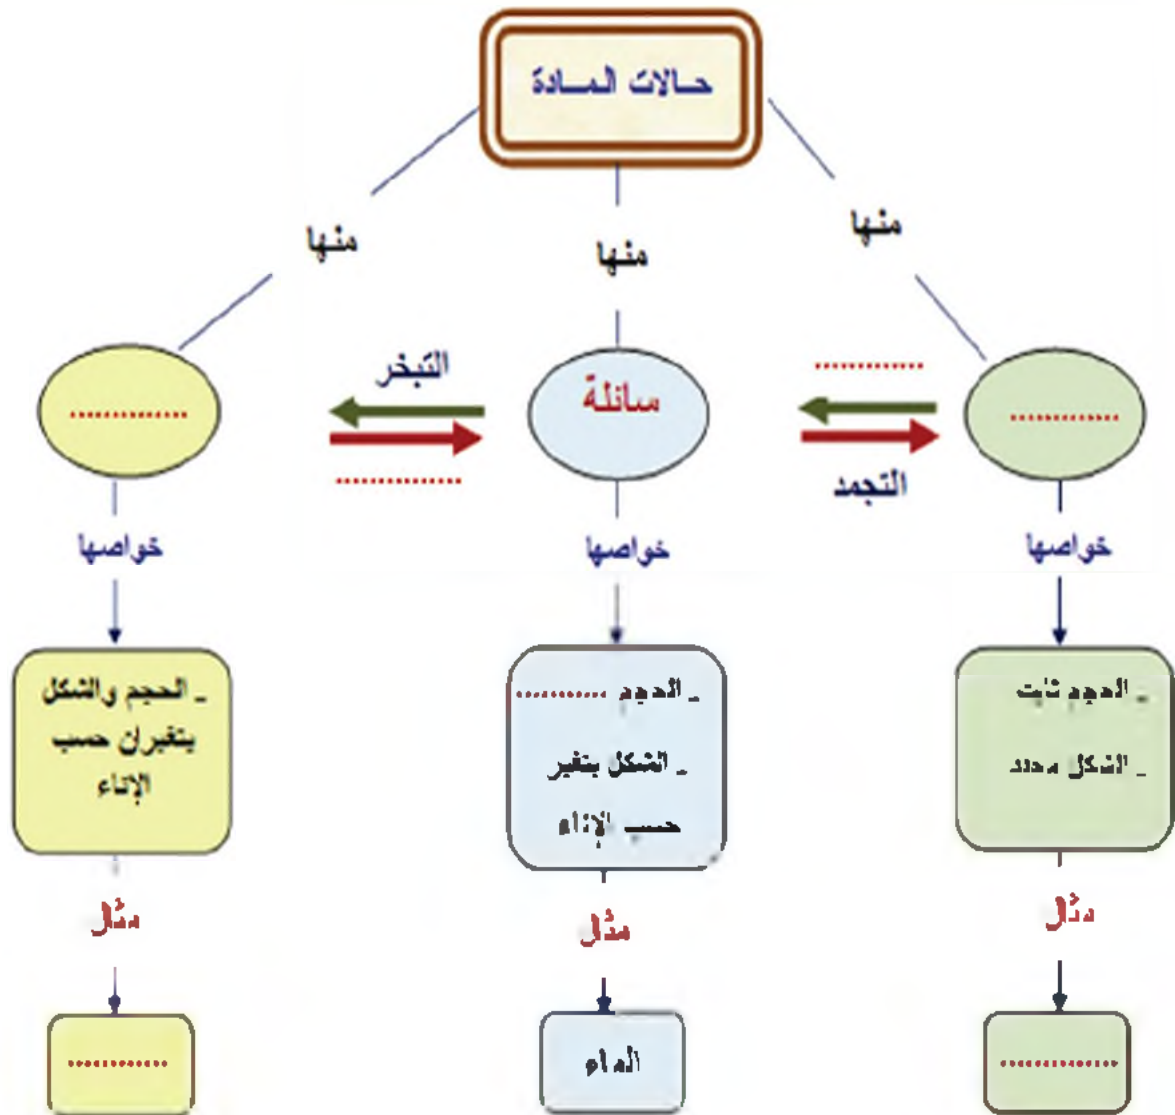 حالات المادة
منها
منها
منها
............
سائلة
............
............
التجمد
التبخر
............
خواصها
خواصها
خواصها
- الحجم ثابت
- الشكل محدد
- الحجم ............
- الشكل يتغير
حسب الإناء
- الحجم والشكل
يتغيران حسب
الإناء
مثال
مثال
مثال
............
الماء
............